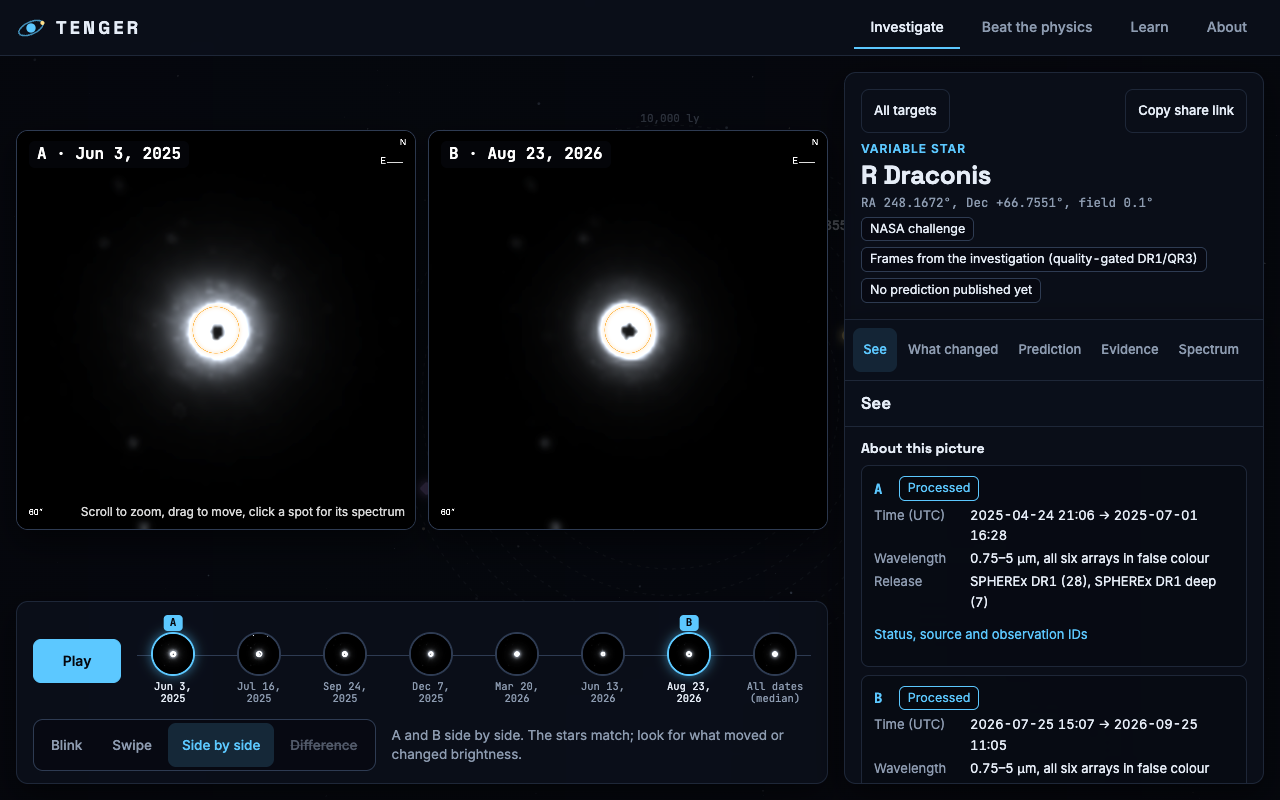 TENGER
Investigate
Beat the physics
Learn
About
10,000 ly
A · Jun 3, 2025
N
E
60"
Scroll to zoom, drag to move, click a spot for its spectrum
B · Aug 23, 2026
N
E
60"
All targets
Copy share link
VARIABLE STAR
R Draconis
RA 248.1672°, Dec +66.7551°, field 0.1°
NASA challenge
Frames from the investigation (quality-gated DR1/QR3)
No prediction published yet
See
What changed
Prediction
Evidence
Spectrum
See
About this picture
A
Processed
Time (UTC)
2025-04-24 21:06 → 2025-07-01
16:28
Wavelength
0.75–5 μm, all six arrays in false colour
Release
SPHEREx DR1 (28), SPHEREx DR1 deep
(7)
Status, source and observation IDs
B
Processed
Time (UTC)
2026-07-25 15:07 → 2026-09-25
11:05
Wavelength
0.75–5 μm, all six arrays in false colour
Play
A
Jun 3,
2025
Jul 16,
2025
Sep 24,
2025
Dec 7,
2025
Mar 20,
2026
Jun 13,
2026
B
Aug 23,
2026
All dates
(median)
Blink
Swipe
Side by side
Difference
A and B side by side. The stars match; look for what moved or
changed brightness.